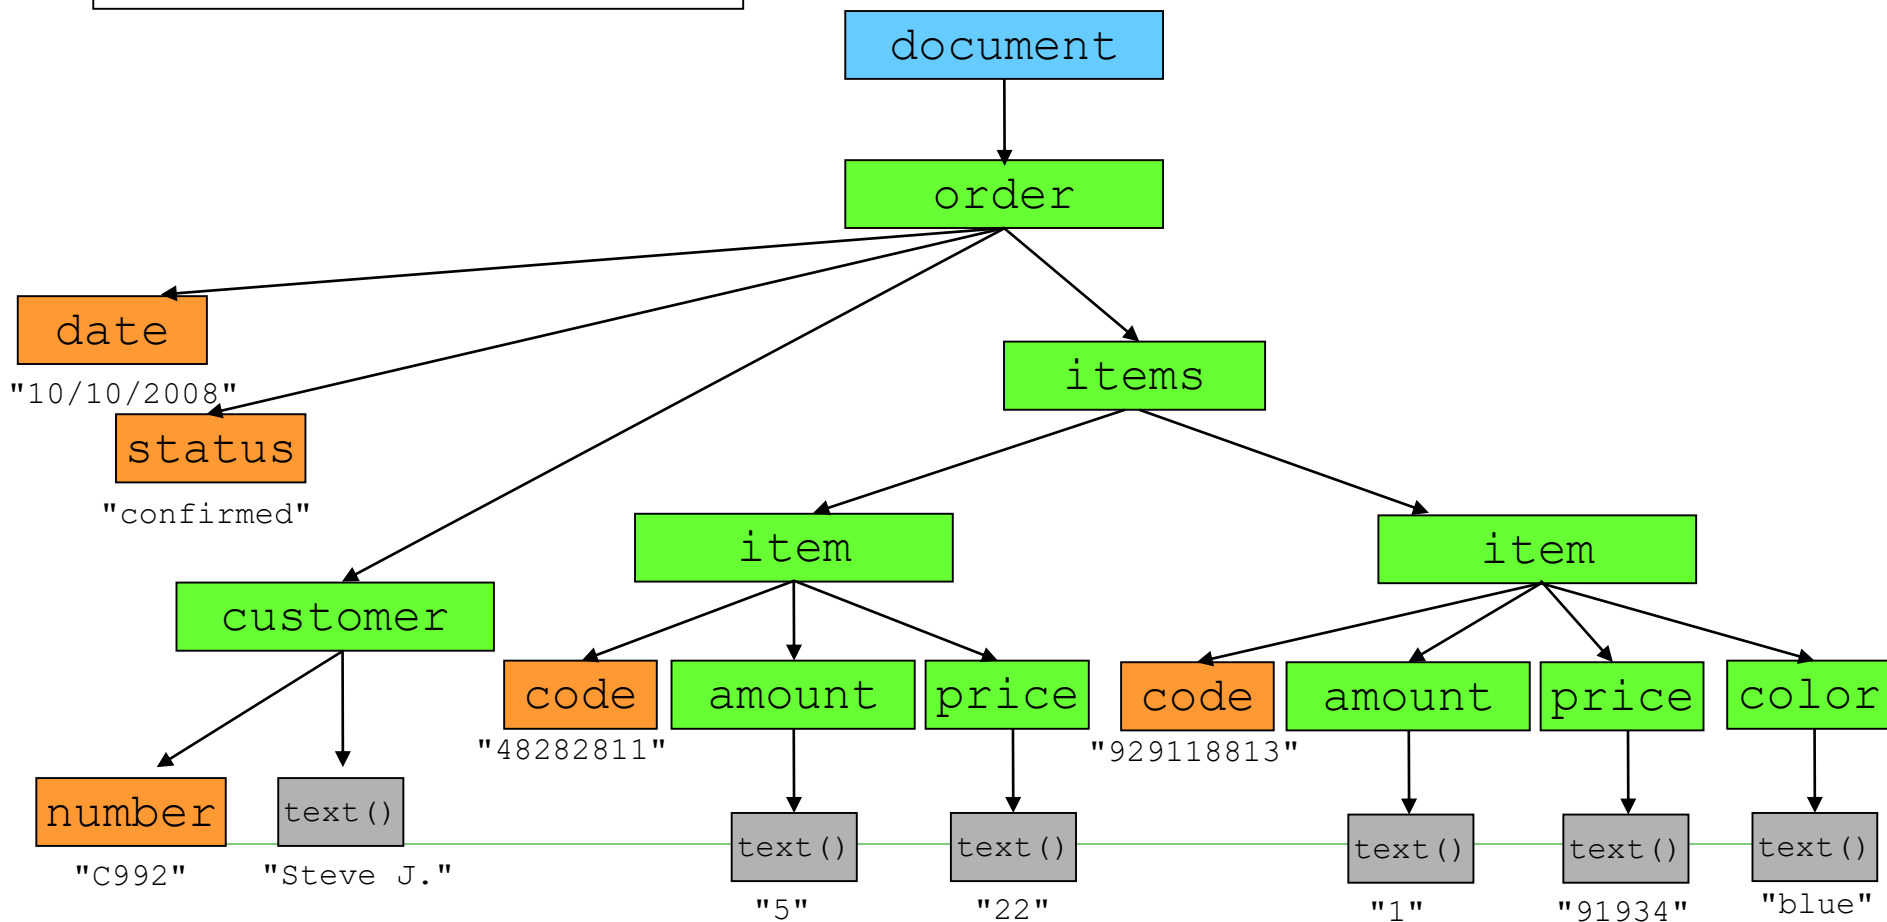 document
order
date
"10/10/2008"
items
status
"confirmed"
item
item
customer
code
amount
price
code
amount
price
color
"48282811"
"929118813"
number
text()
text()
text()
text()
text()
text()
"C992"
"Steve J."
"5"
"22"
"1"
"91934"
"blue"